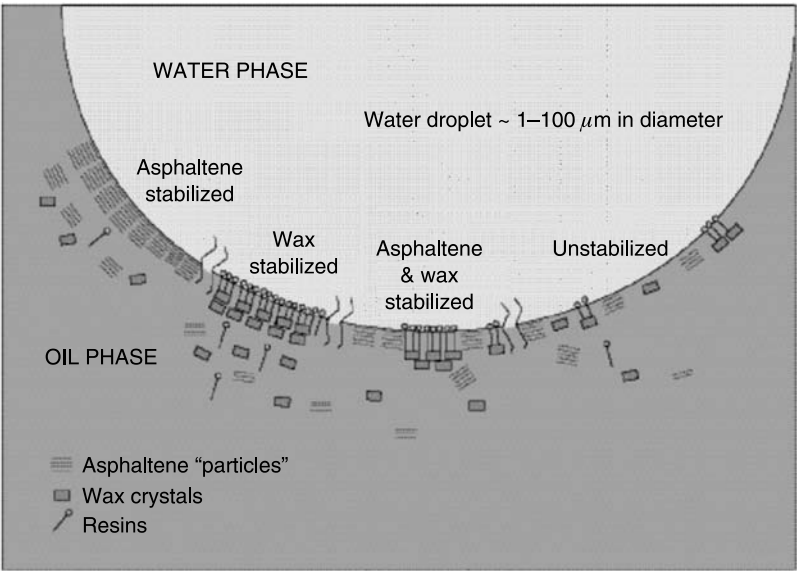 WATER PHASE
Water droplet ~ 1–100 μm in diameter
Asphaltene
stabilized
Wax
stabilized
Asphaltene
& wax
stabilized
Unstabilized
OIL PHASE
Asphaltene “particles”
Wax crystals
Resins